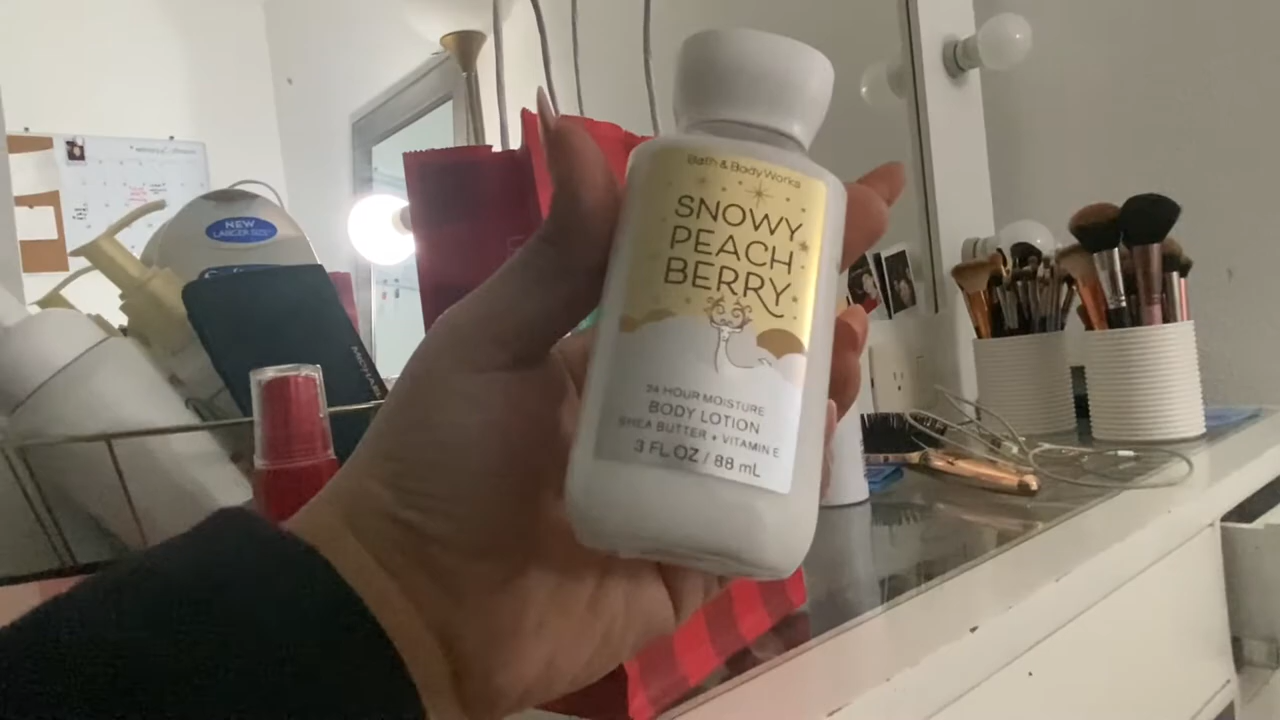 NEW
LARGER SIZE
Bath & Body Works
SNOWY
PEACH
BERRY
24 HOUR MOISTURE
BODY LOTION
SHEA BUTTER + VITAMIN E
3 FL OZ / 88 mL